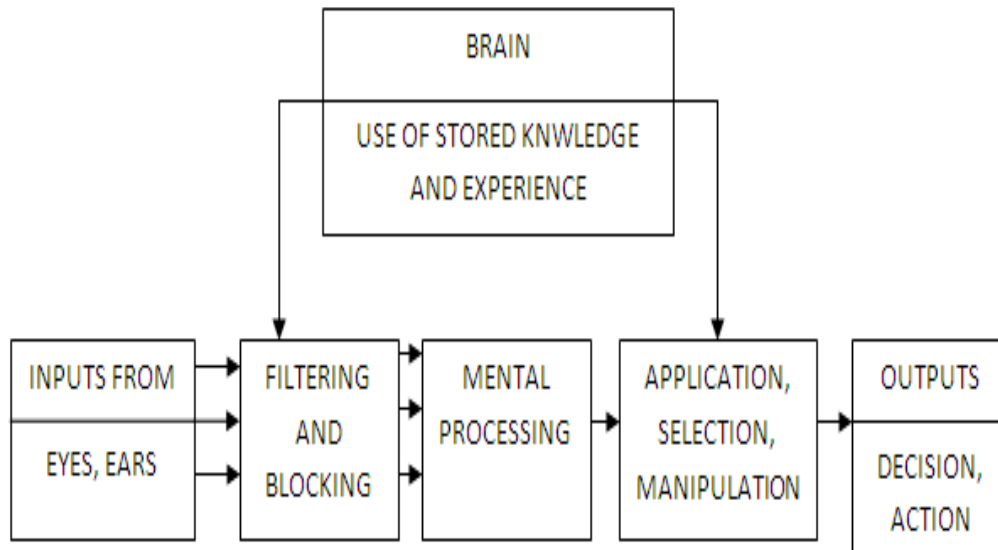 BRAIN
USE OF STORED KNWLEDGE
AND EXPERIENCE
INPUTS FROM
EYES, EARS
FILTERING
AND
BLOCKING
MENTAL
PROCESSING
APPLICATION,
SELECTION,
MANIPULATION
OUTPUTS
DECISION,
ACTION